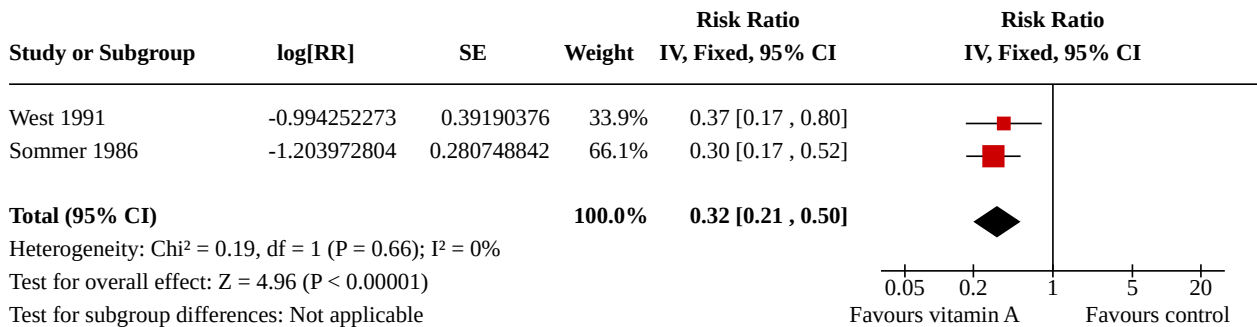 Risk Ratio Risk Ratio
Study or Subgroup log[RR] SE Weight IV, Fixed, 95% CI IV, Fixed, 95% CI
West 1991 -0.994252273 0.39190376 33.9% 0.37 [0.17 , 0.80]
Sommer 1986 -1.203972804 0.280748842 66.1% 0.30 [0.17 , 0.52]
Total (95% CI) 100.0% 0.32 [0.21 , 0.50]
Heterogeneity: Chi² = 0.19, df = 1 (P = 0.66); I² = 0%
Test for overall effect: Z = 4.96 (P < 0.00001)
0.05 0.2 1 5 20
Test for subgroup differences: Not applicable Favours vitamin A Favours control